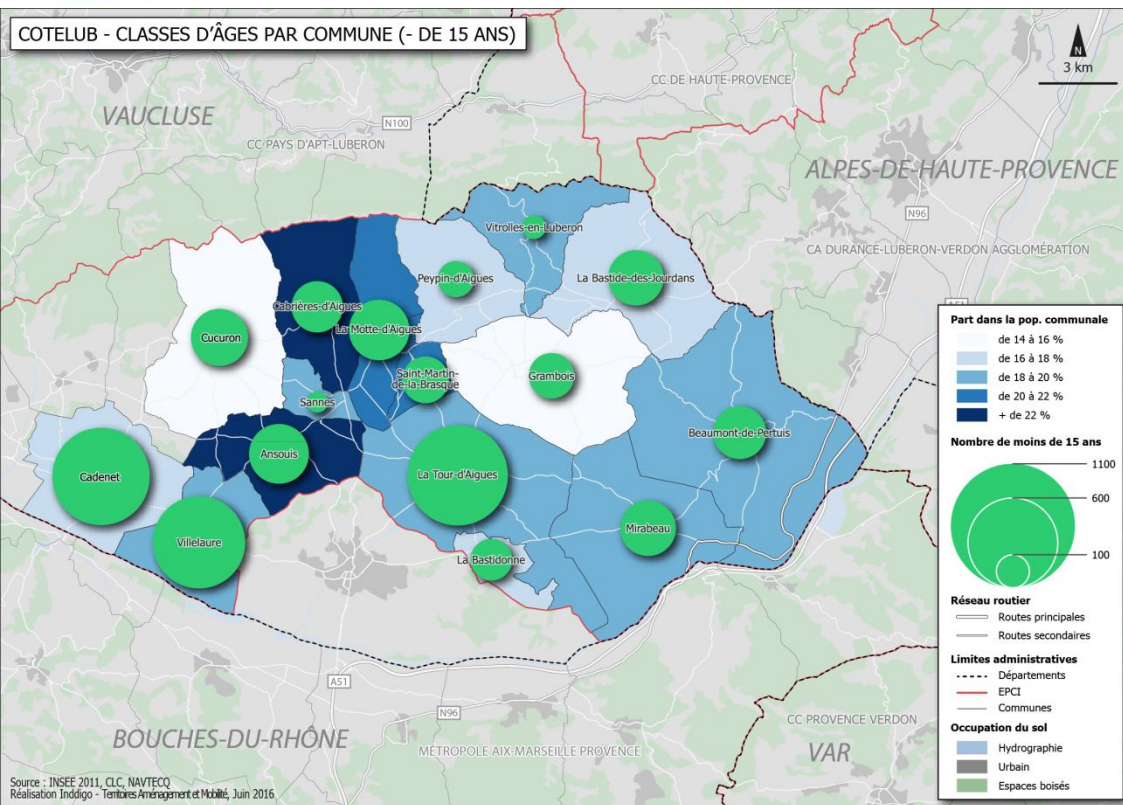 COTELUB - CLASSES D'ÂGES PAR COMMUNE (- DE 15 ANS)
N
3 km
CC DE HAUTE-PROVENCE
VAUCLUSE
N100
CC PAYS D'APT-LUBERON
ALPES-DE-HAUTE-PROVENCE
N96
CA DURANCE-LUBERON-VERDON AGGLOMÉRATION
A51
Vitrolles-en-Luberon
Peypin-d'Aigues
La Bastide-des-Jourdans
Cabrières-d'Aigues
La Motte-d'Aigues
Cucuron
Saint-Martin-
de-la-Brasque
Grambois
Sannes
Beaumont-de-Pertuis
Ansouis
Cadenet
La Tour-d'Aigues
Mirabeau
Villelaure
La Bastidonne
Part dans la pop. communale
de 14 à 16 %
de 16 à 18 %
de 18 à 20 %
de 20 à 22 %
+ de 22 %
Nombre de moins de 15 ans
1100
600
100
Réseau routier
Routes principales
Routes secondaires
Limites administratives
Départements
EPCI
Communes
Occupation du sol
Hydrographie
Urbain
Espaces boisés
A51
N96
CC PROVENCE VERDON
BOUCHES-DU-RHÔNE
MÉTROPOLE AIX-MARSEILLE PROVENCE
VAR
Source : INSEE 2011, CLC, NAVTECQ
Réalisation Inddigo - Territoires Aménagement et Mobilité, Juin 2016